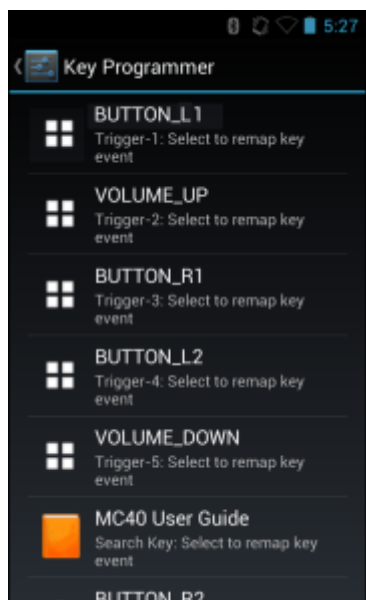 5:27
Key Programmer
BUTTON_L1
Trigger-1: Select to remap key
event
VOLUME_UP
Trigger-2: Select to remap key
event
BUTTON_R1
Trigger-3: Select to remap key
event
BUTTON_L2
Trigger-4: Select to remap key
event
VOLUME_DOWN
Trigger-5: Select to remap key
event
MC40 User Guide
Search Key: Select to remap key
event
BUTTON_R2